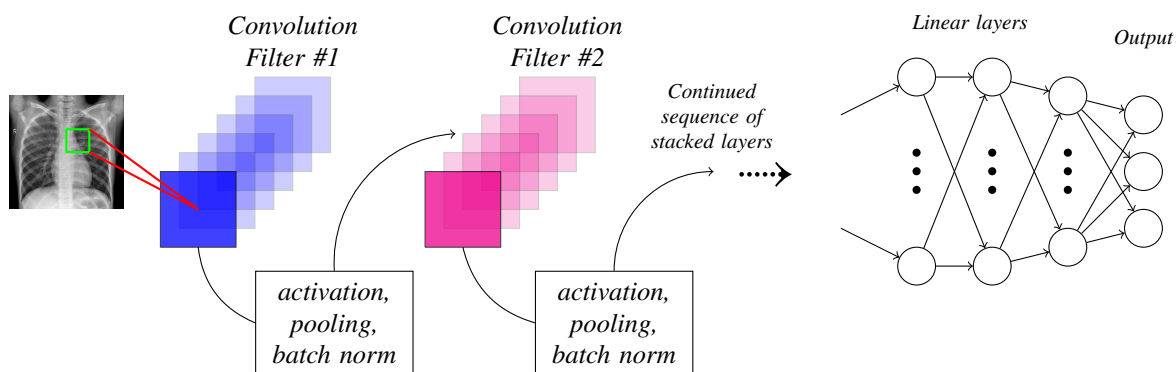 Convolution
Filter #1
Convolution
Filter #2
Continued
sequence of
stacked layers
Linear layers
Output
activation,
pooling,
batch norm
activation,
pooling,
batch norm